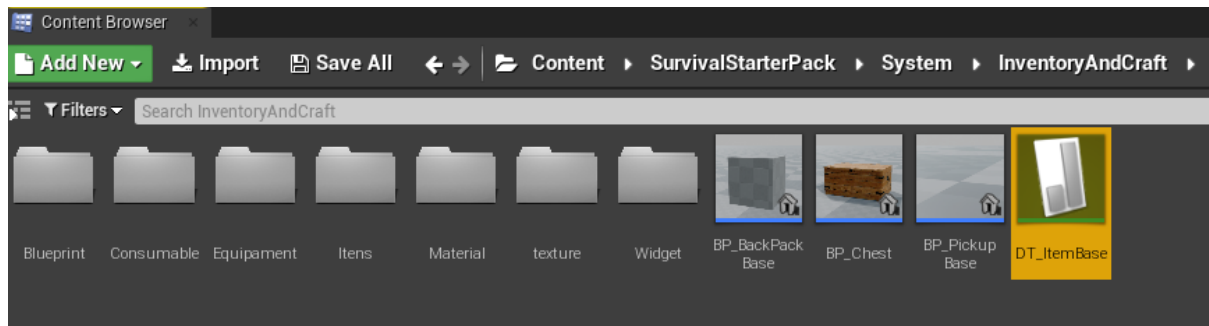 Content Browser
Add New Import Save All Content SurvivalStarterPack System InventoryAndCraft
Filters Search InventoryAndCraft
Blueprint Consumable Equipament Itens Material texture Widget BP_BackPack BP_Chest BP_Pickup DT_ItemBase
Base Base